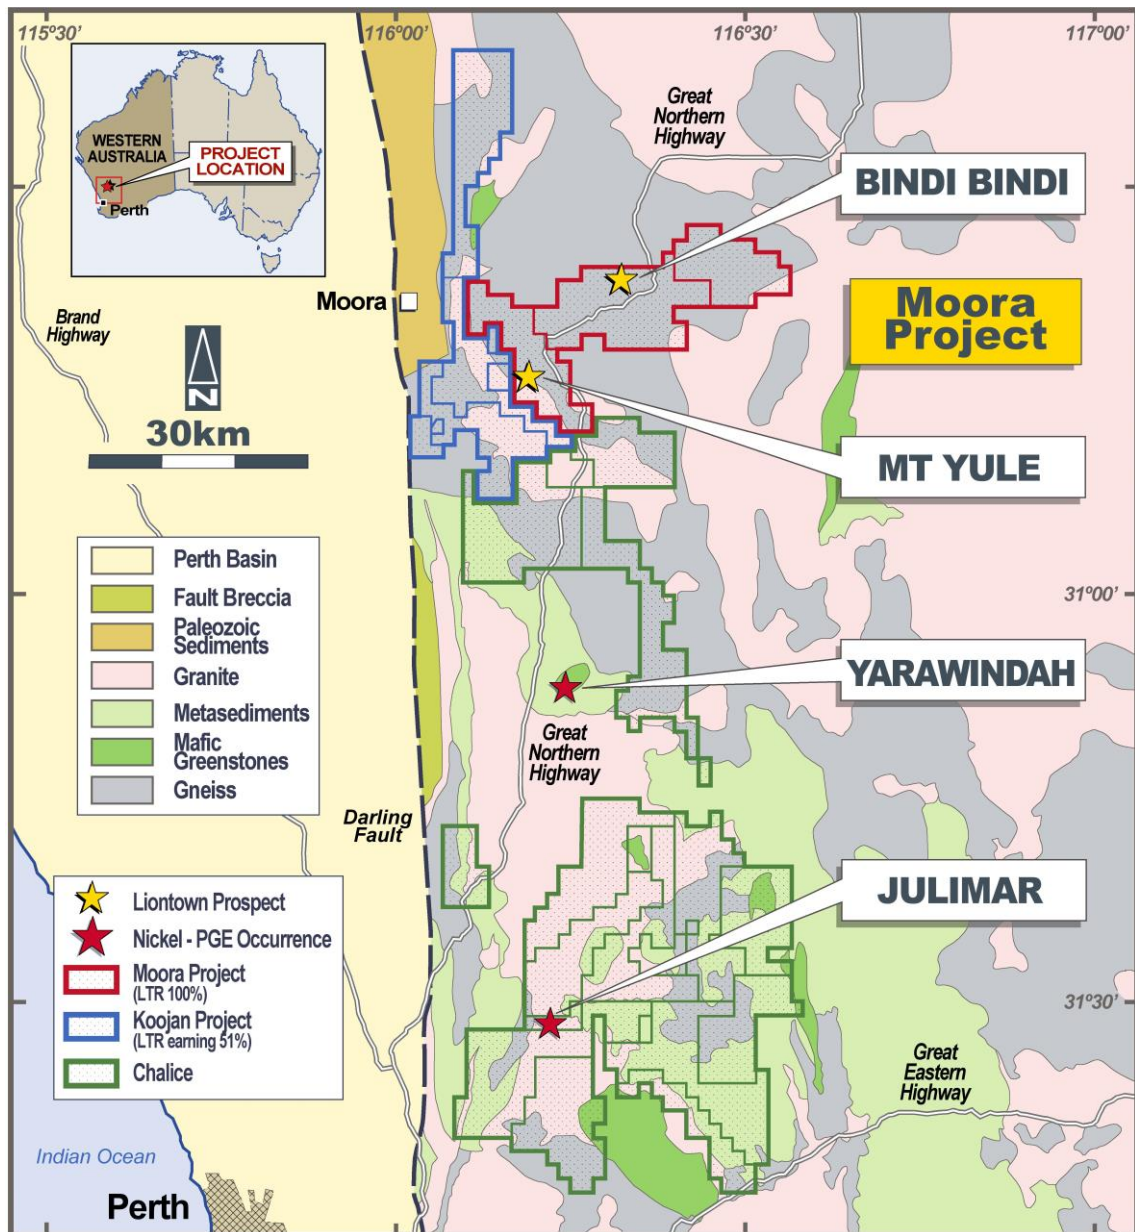 115°30'
116°00'
116°30'
117°00'
WESTERN
AUSTRALIA
PROJECT
LOCATION
Perth
Great
Northern
Highway
BINDI BINDI
Moora
Brand
Highway
Moora
Project
N
30km
MT YULE
Perth Basin
Fault Breccia
Paleozoic
Sediments
Granite
Metasediments
Mafic
Greenstones
Gneiss
31°00'
YARAWINDAH
Great
Northern
Highway
Darling
Fault
JULIMAR
Liontown Prospect
Nickel - PGE Occurrence
Moora Project
(LTR 100%)
Koojan Project
(LTR earning 51%)
Chalice
31°30'
Great
Eastern
Highway
Indian Ocean
Perth